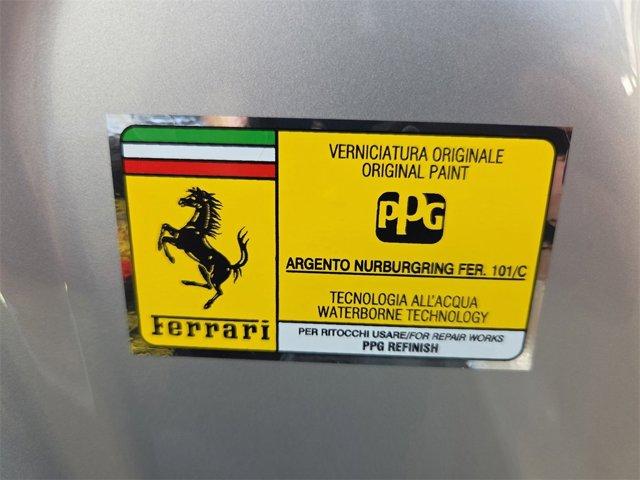 Ferrari
VERNICIATURA ORIGINALE
ORIGINAL PAINT
PPG
ARGENTO NURBURGRING FER. 101/C
TECNOLOGIA ALL'ACQUA
WATERBORNE TECHNOLOGY
PER RITOCCHI USARE/FOR REPAIR WORKS
PPG REFINISH